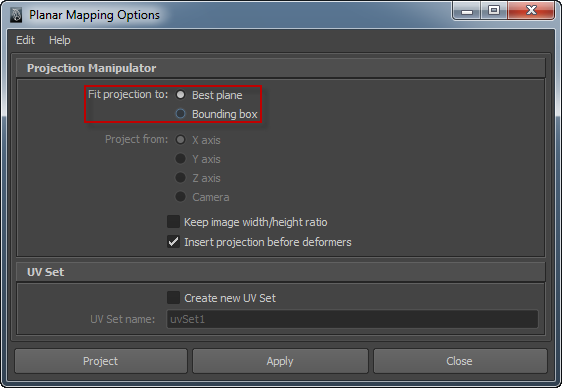 Planar Mapping Options
Edit Help
Projection Manipulator
Fit projection to: Best plane
Bounding box
Project from: X axis
Y axis
Z axis
Camera
Keep image width/height ratio
Insert projection before deformers
UV Set
Create new UV Set
UV Set name: uvSet1
Project Apply Close